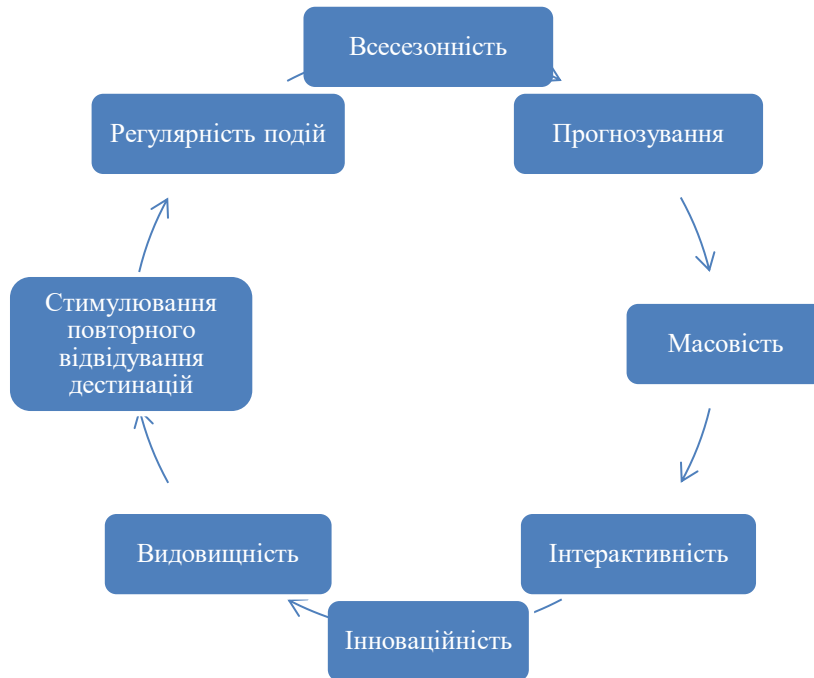 Всесезонність
Регулярність подій
Прогнозування
Стимулювання
повторного
відвідування
дестинацій
Масовість
Видовищність
Інтерактивність
Інноваційність